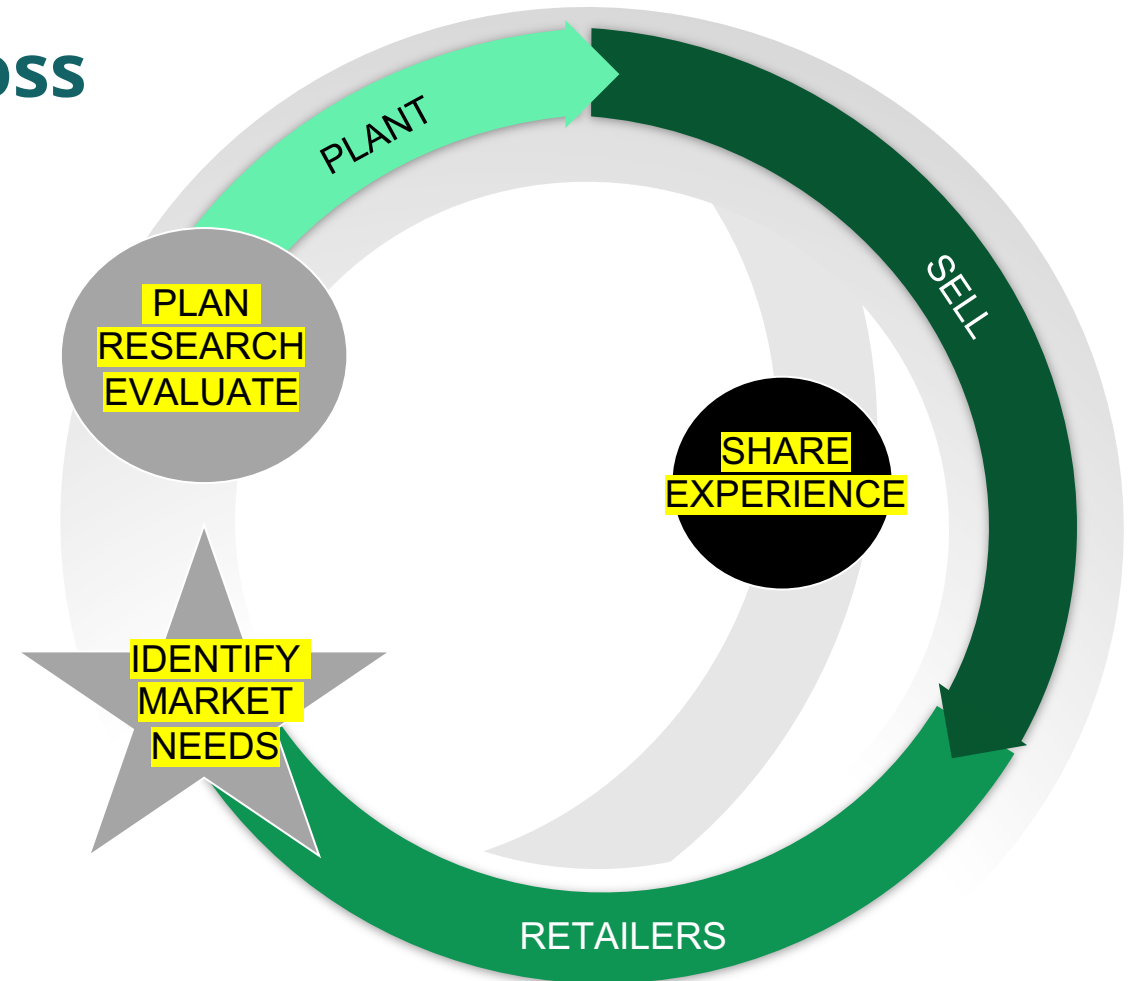 oss
PLANT
SELL
PLAN
RESEARCH
EVALUATE
SHARE
EXPERIENCE
IDENTIFY
MARKET
NEEDS
RETAILERS